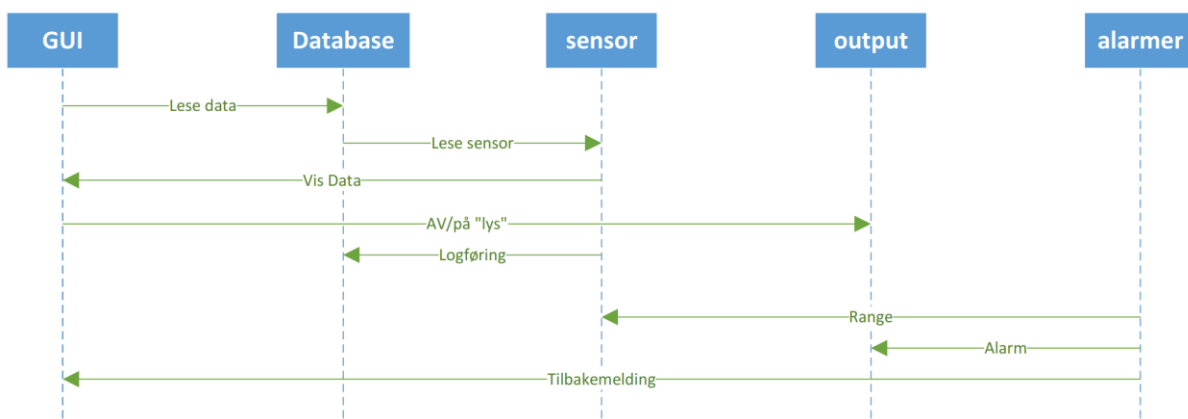 GUI
Database
sensor
output
alarmer
Lese data
Lese sensor
Vis Data
AV/på "lys"
Logføring
Range
Alarm
Tilbakemelding